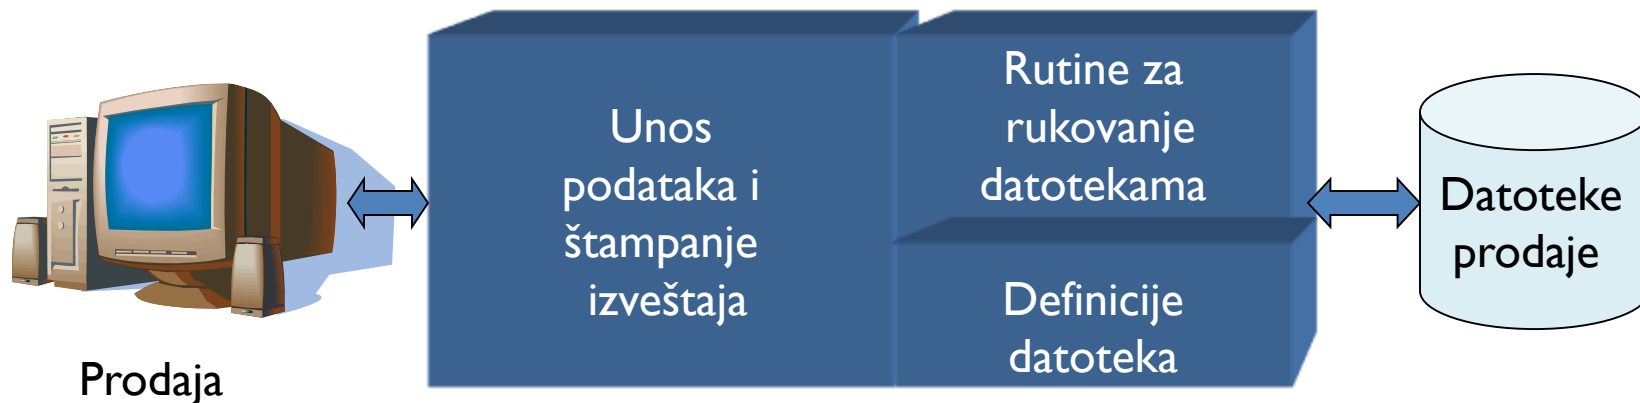 Prodaja
Unos
podataka i
štampanje
izveštaja
Rutine za
rukovanje
datotekama
Definicije
datoteka
Datoteke
prodaje